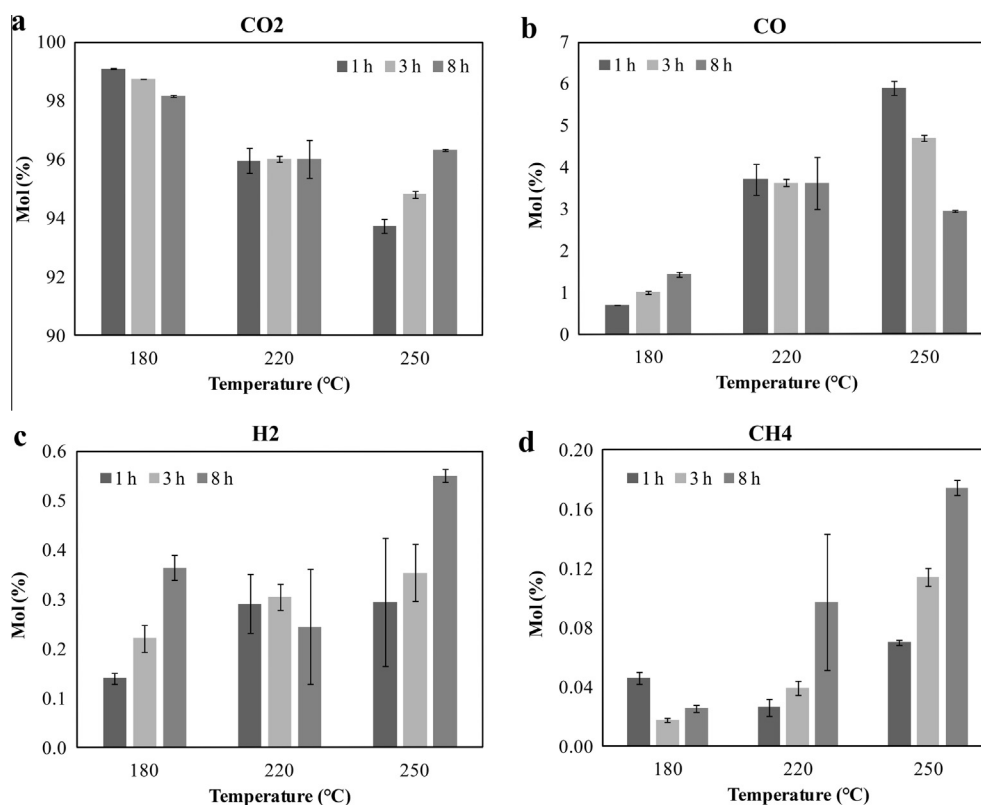 a
CO2
1 h 3 h 8 h
Mol (%)
100
98
96
94
92
90
180 220 250
Temperature (°C)
b
CO
1 h 3 h 8 h
Mol (%)
7
6
5
4
3
2
1
0
180 220 250
Temperature (°C)
c
H2
1 h 3 h 8 h
Mol (%)
0.6
0.5
0.4
0.3
0.2
0.1
0.0
180 220 250
Temperature (°C)
d
CH4
1 h 3 h 8 h
Mol (%)
0.20
0.16
0.12
0.08
0.04
0.00
180 220 250
Temperature (°C)